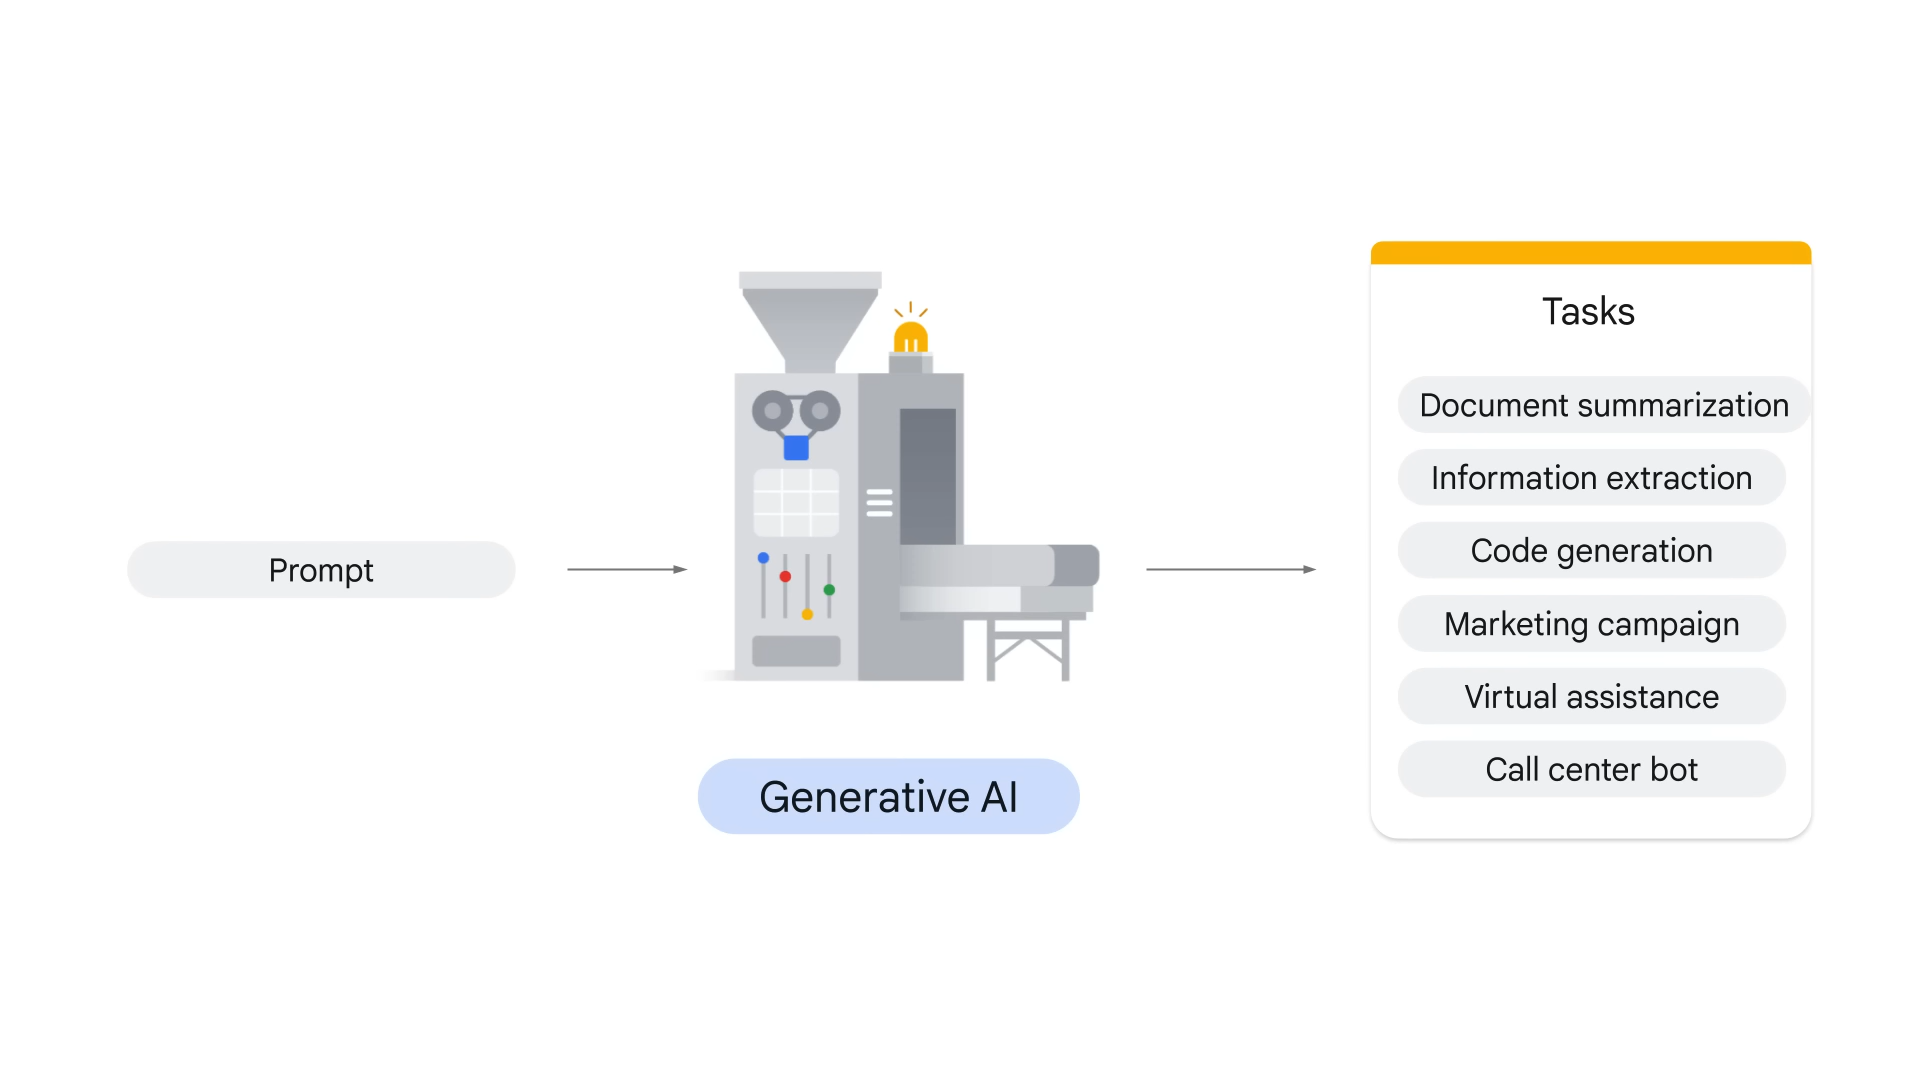 Prompt
Generative AI
Tasks
Document summarization
Information extraction
Code generation
Marketing campaign
Virtual assistance
Call center bot